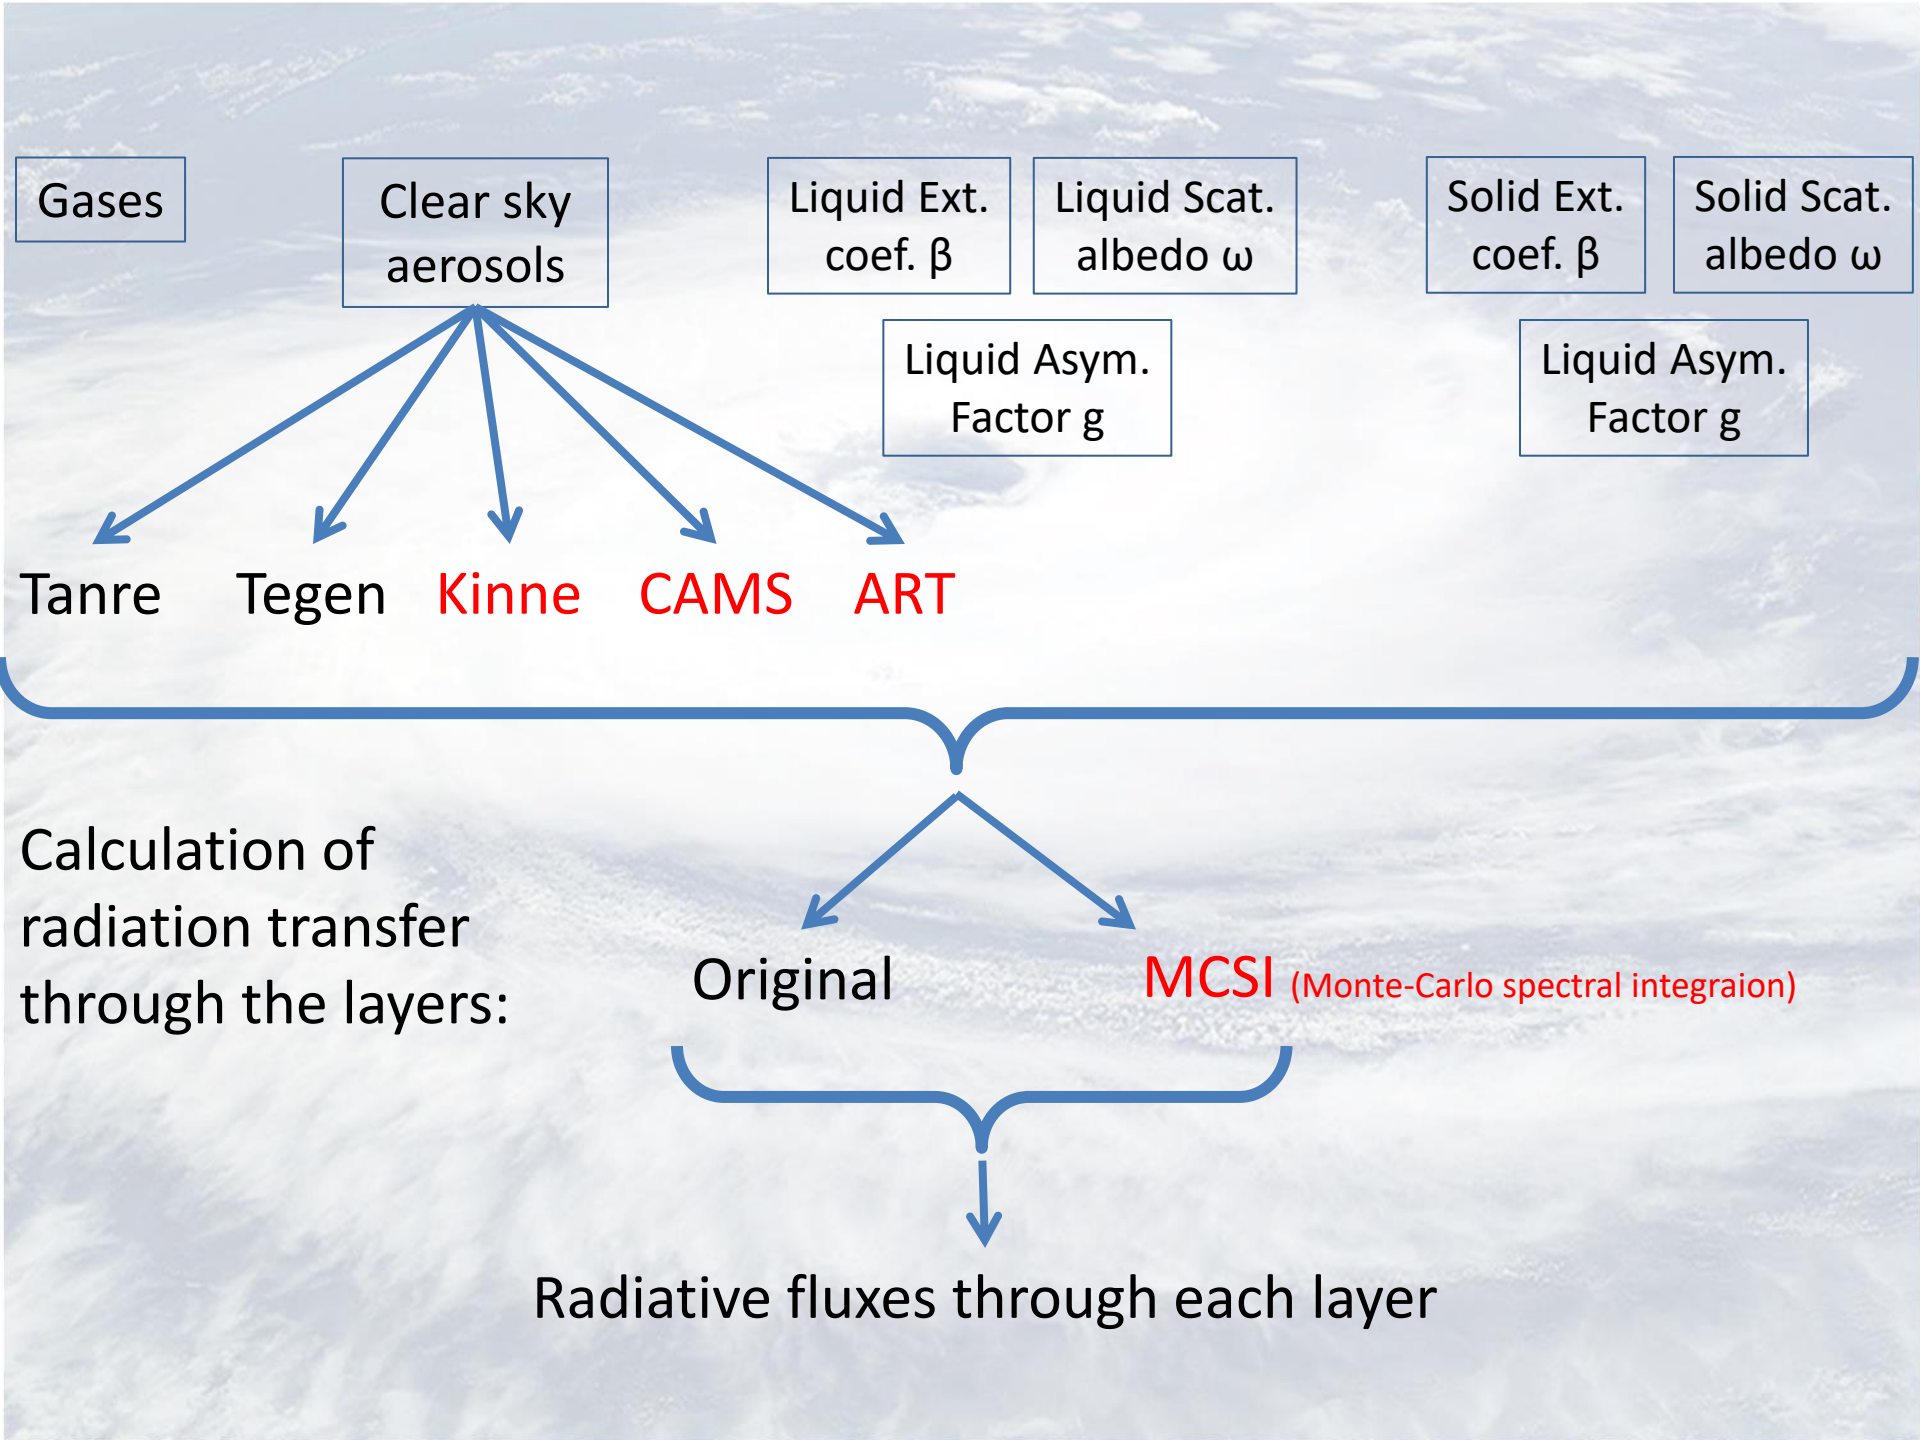 Gases
Clear sky
aerosols
Liquid Ext.
coef. β
Liquid Scat.
albedo ω
Solid Ext.
coef. β
Solid Scat.
albedo ω
Liquid Asym.
Factor g
Liquid Asym.
Factor g
Tanre
Tegen
Kinne
CAMS
ART
Calculation of
radiation transfer
through the layers:
Original
MCSI (Monte-Carlo spectral integraion)
Radiative fluxes through each layer